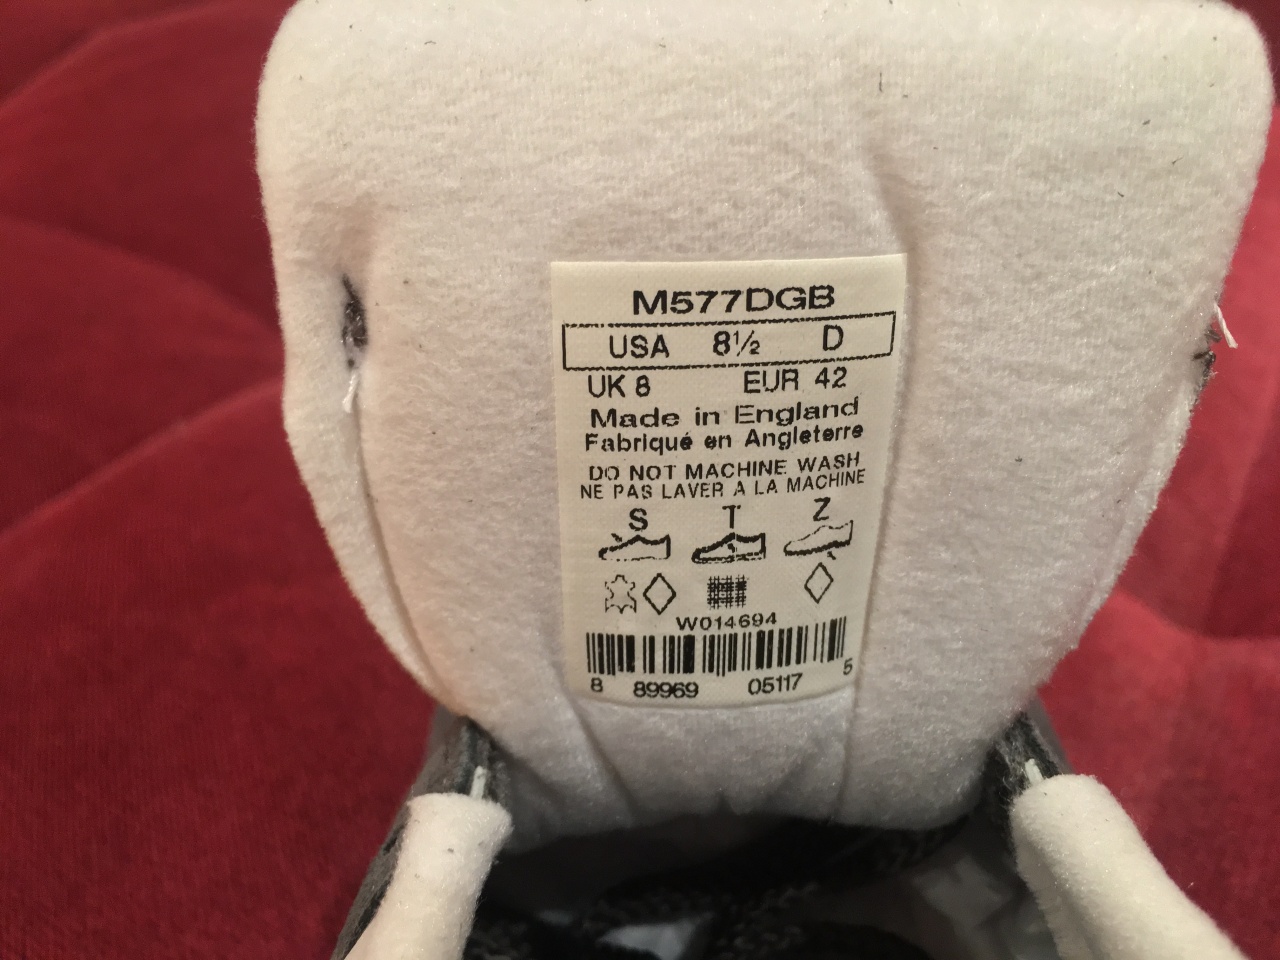 M577DGB
USA 8½ D
UK 8 EUR 42
Made in England
Fabriqué en Angleterre
DO NOT MACHINE WASH
NE PAS LAVER A LA MACHINE
S T Z
W014694
8 89969 05117 5